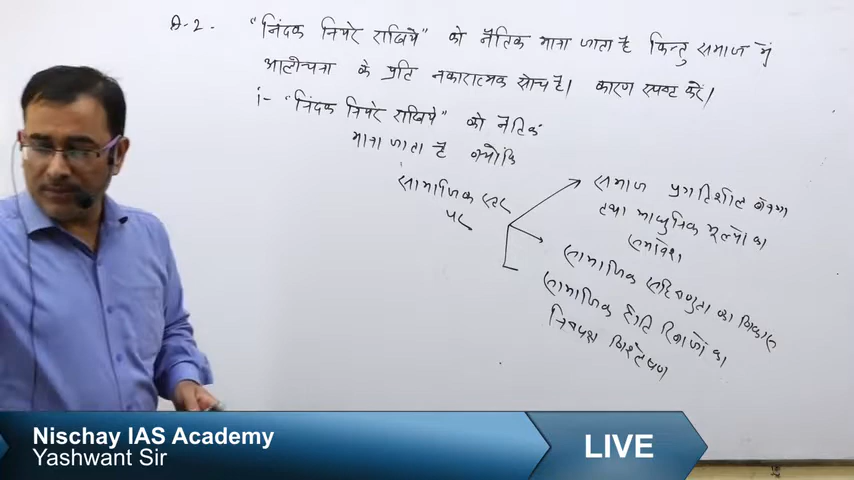 A-2. "निंदक नियरे राखिये" को नैतिक माना जाता है किन्तु समाज में
आलोचना के प्रति नकारात्मक सोच है। कारण स्पष्ट करें।
i- "निंदक नियरे राखिये" को नैतिक
माना जाता है क्योंकि
सामाजिक स्तर
पर
समाज प्रगतिशील बनना
तथा आधुनिक मूल्यों का
समावेश
सामाजिक सहिष्णुता का विकास
सामाजिक रीति रिवाजों का
निष्पक्ष विश्लेषण
Nischay IAS Academy
Yashwant Sir
LIVE